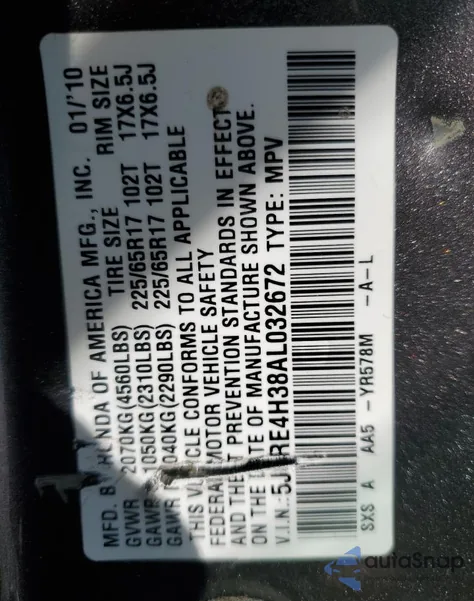 MFD. B HONDA OF AMERICA MFG., INC. 01/'10
GVWR 2070KG(4560LBS) TIRE SIZE RIM SIZE
GAWR 1050KG(2310LBS) 225/65R17 102T 17X6.5J
GAWR 040KG(2290LBS) 225/65R17 102T 17X6.5J
THIS VEHICLE CONFORMS TO ALL APPLICABLE
FEDERAL MOTOR VEHICLE SAFETY
AND THEFT PREVENTION STANDARDS IN EFFECT
ON THE DATE OF MANUFACTURE SHOWN ABOVE.
V.I.N.:5J RE4H38AL032672 TYPE: MPV
SXS A AA5 -YR578M -A-L
autoSnap